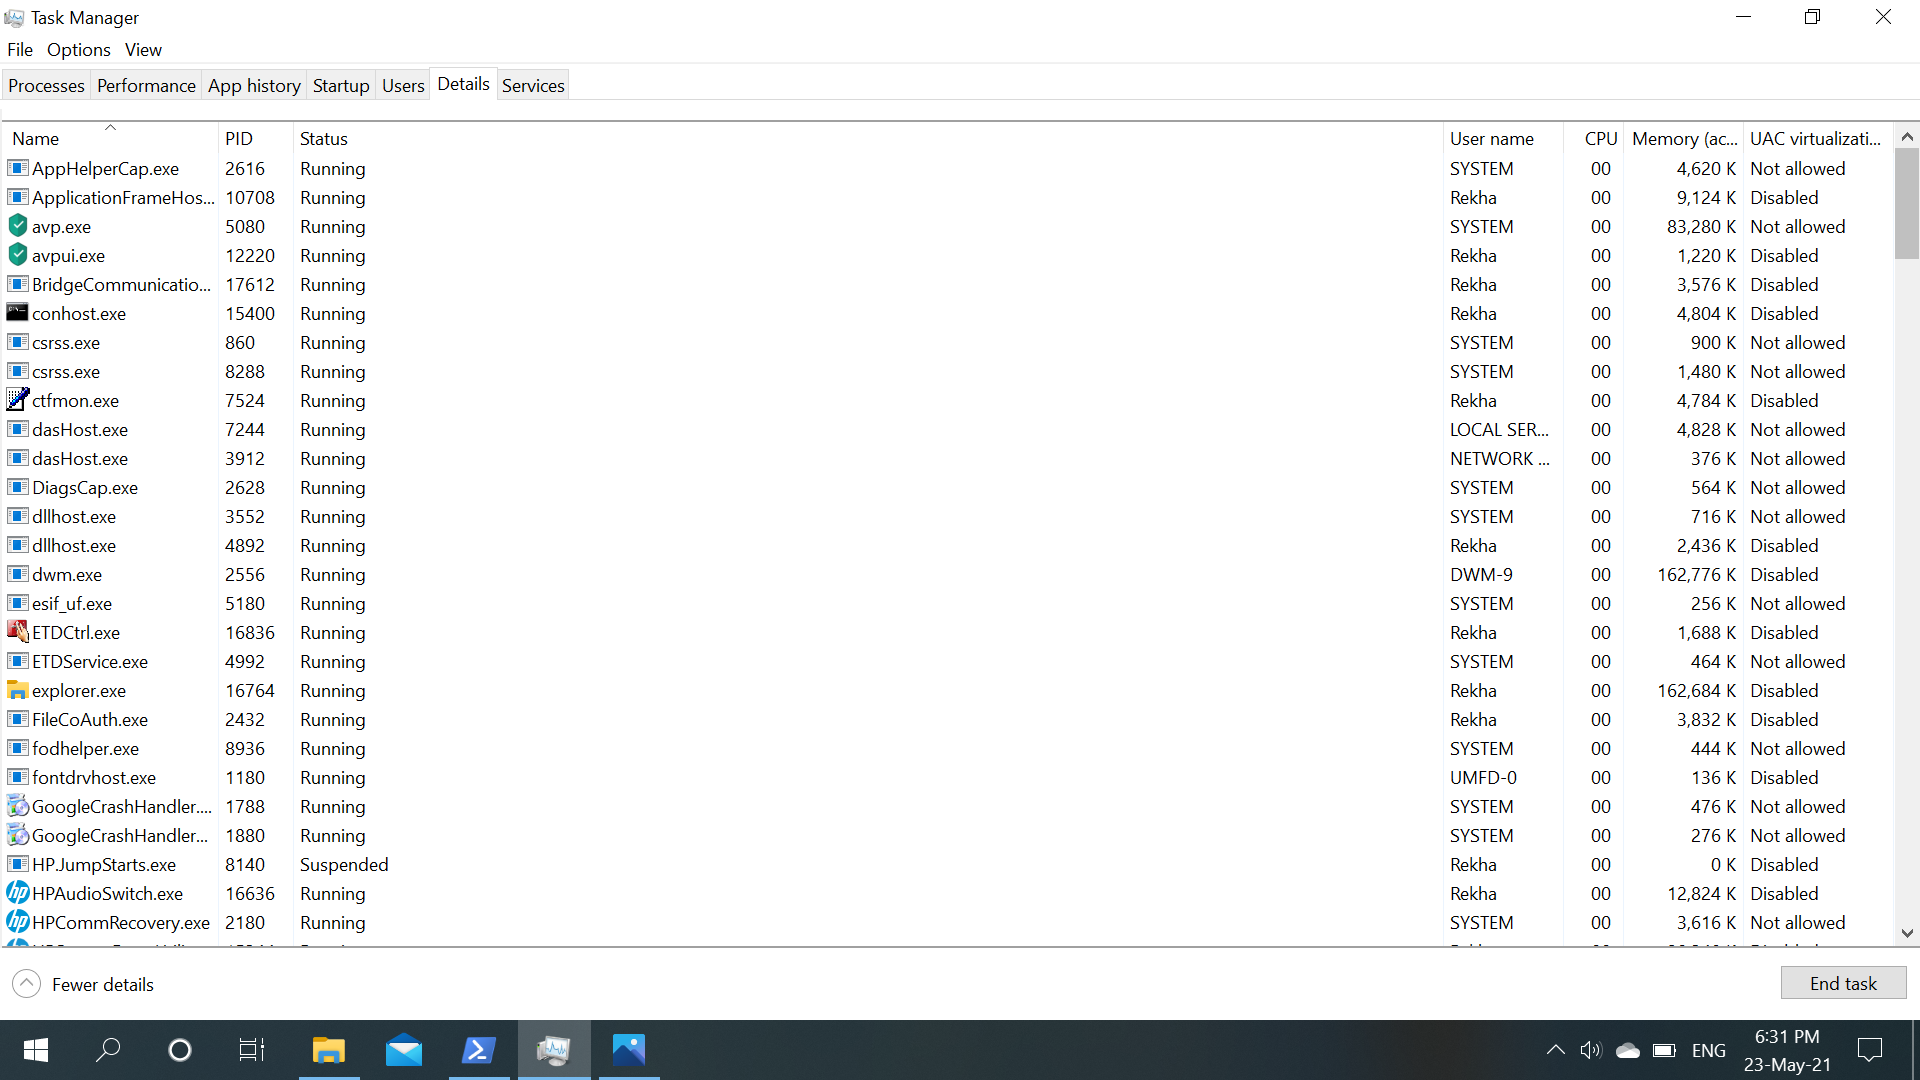 Task Manager
File Options View
Processes Performance App history Startup Users Details Services
Name PID Status User name CPU Memory (ac... UAC virtualizati...
AppHelperCap.exe 2616 Running SYSTEM 00 4,620 K Not allowed
ApplicationFrameHos... 10708 Running Rekha 00 9,124 K Disabled
avp.exe 5080 Running SYSTEM 00 83,280 K Not allowed
avpui.exe 12220 Running Rekha 00 1,220 K Disabled
BridgeCommunicatio... 17612 Running Rekha 00 3,576 K Disabled
conhost.exe 15400 Running Rekha 00 4,804 K Disabled
csrss.exe 860 Running SYSTEM 00 900 K Not allowed
csrss.exe 8288 Running SYSTEM 00 1,480 K Not allowed
ctfmon.exe 7524 Running Rekha 00 4,784 K Disabled
dasHost.exe 7244 Running LOCAL SER... 00 4,828 K Not allowed
dasHost.exe 3912 Running NETWORK ... 00 376 K Not allowed
DiagsCap.exe 2628 Running SYSTEM 00 564 K Not allowed
dllhost.exe 3552 Running SYSTEM 00 716 K Not allowed
dllhost.exe 4892 Running Rekha 00 2,436 K Disabled
dwm.exe 2556 Running DWM-9 00 162,776 K Disabled
esif_uf.exe 5180 Running SYSTEM 00 256 K Not allowed
ETDCtrl.exe 16836 Running Rekha 00 1,688 K Disabled
ETDService.exe 4992 Running SYSTEM 00 464 K Not allowed
explorer.exe 16764 Running Rekha 00 162,684 K Disabled
FileCoAuth.exe 2432 Running Rekha 00 3,832 K Disabled
fodhelper.exe 8936 Running SYSTEM 00 444 K Not allowed
fontdrvhost.exe 1180 Running UMFD-0 00 136 K Disabled
GoogleCrashHandler.... 1788 Running SYSTEM 00 476 K Not allowed
GoogleCrashHandler... 1880 Running SYSTEM 00 276 K Not allowed
HP.JumpStarts.exe 8140 Suspended Rekha 00 0 K Disabled
HPAudioSwitch.exe 16636 Running Rekha 00 12,824 K Disabled
HPCommRecovery.exe 2180 Running SYSTEM 00 3,616 K Not allowed
Fewer details End task
ENG 6:31 PM
23-May-21